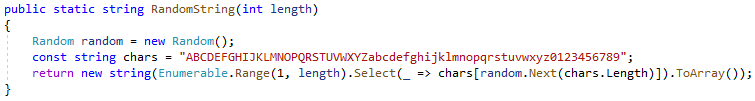 public static string RandomString(int length)
{
    Random random = new Random();
    const string chars = "ABCDEFGHIJKLMNOPQRSTUVWXYZabcdefghijklmnopqrstuvwxyz0123456789";
    return new string(Enumerable.Range(1, length).Select(_ => chars[random.Next(chars.Length)]).ToArray());
}